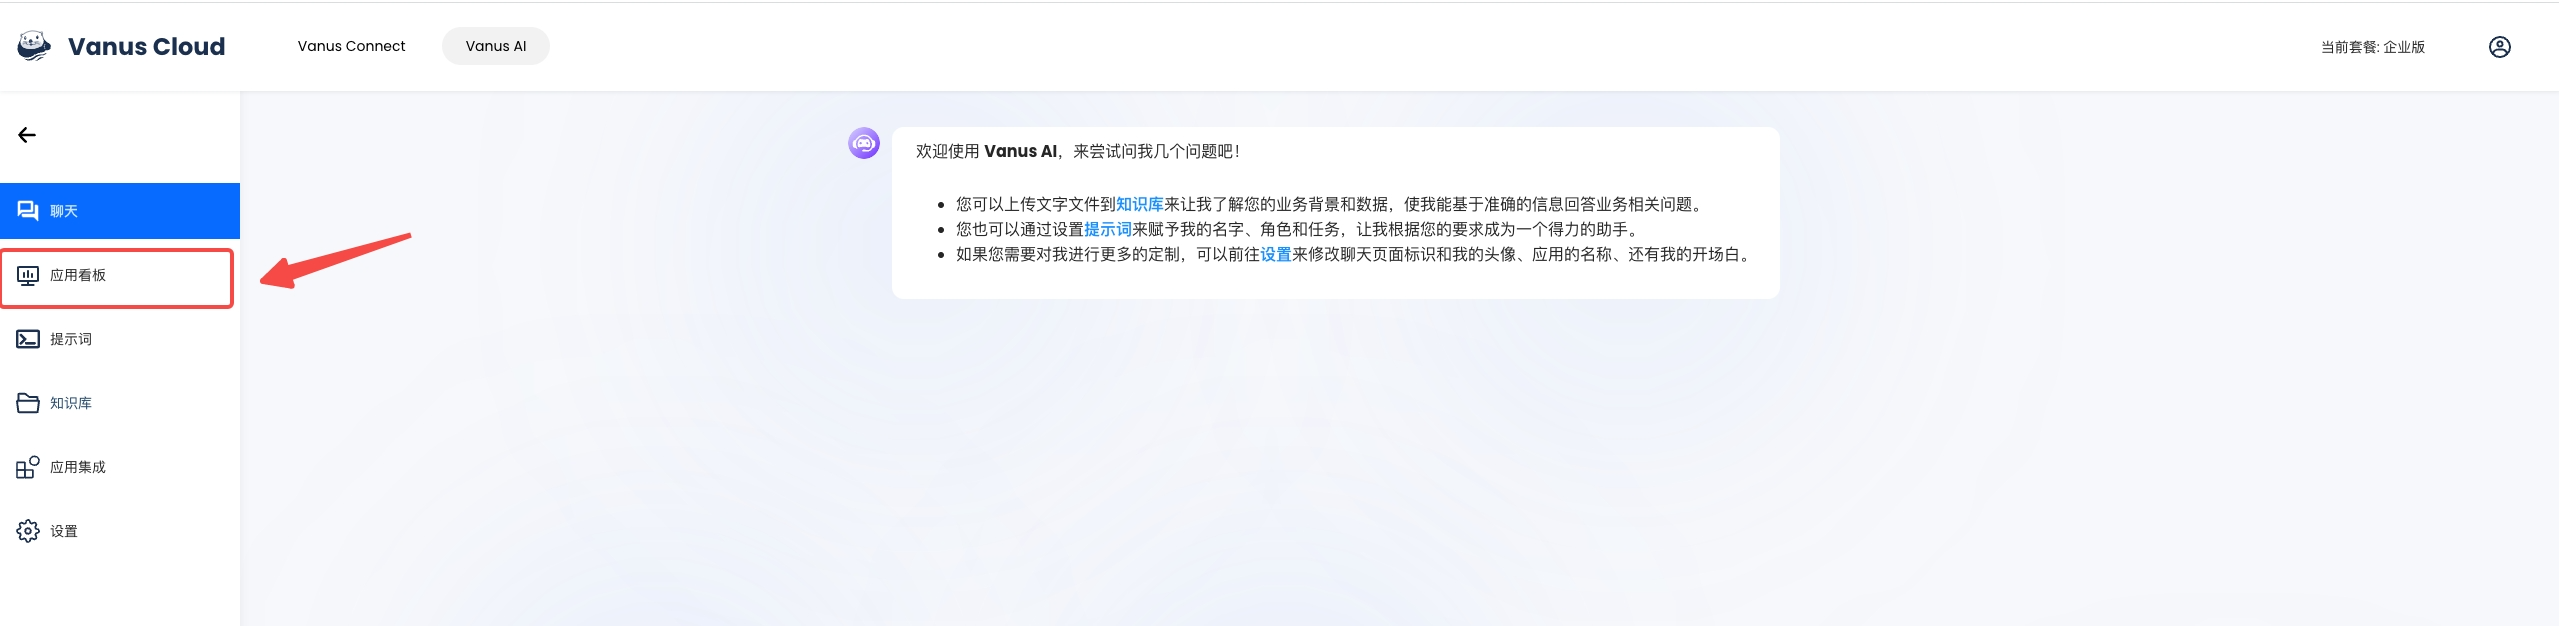 Vanus Cloud
Vanus Connect
Vanus AI
当前套餐: 企业版
聊天
应用看板
提示词
知识库
应用集成
设置
欢迎使用 Vanus AI，来尝试问我几个问题吧！
您可以上传文字文件到知识库来让我了解您的业务背景和数据，使我能基于准确的信息回答业务相关问题。
您也可以通过设置提示词来赋予我的名字、角色和任务，让我根据您的要求成为一个得力的助手。
如果您需要对我进行更多的定制，可以前往设置来修改聊天页面标识和我的头像、应用的名称、还有我的开场白。